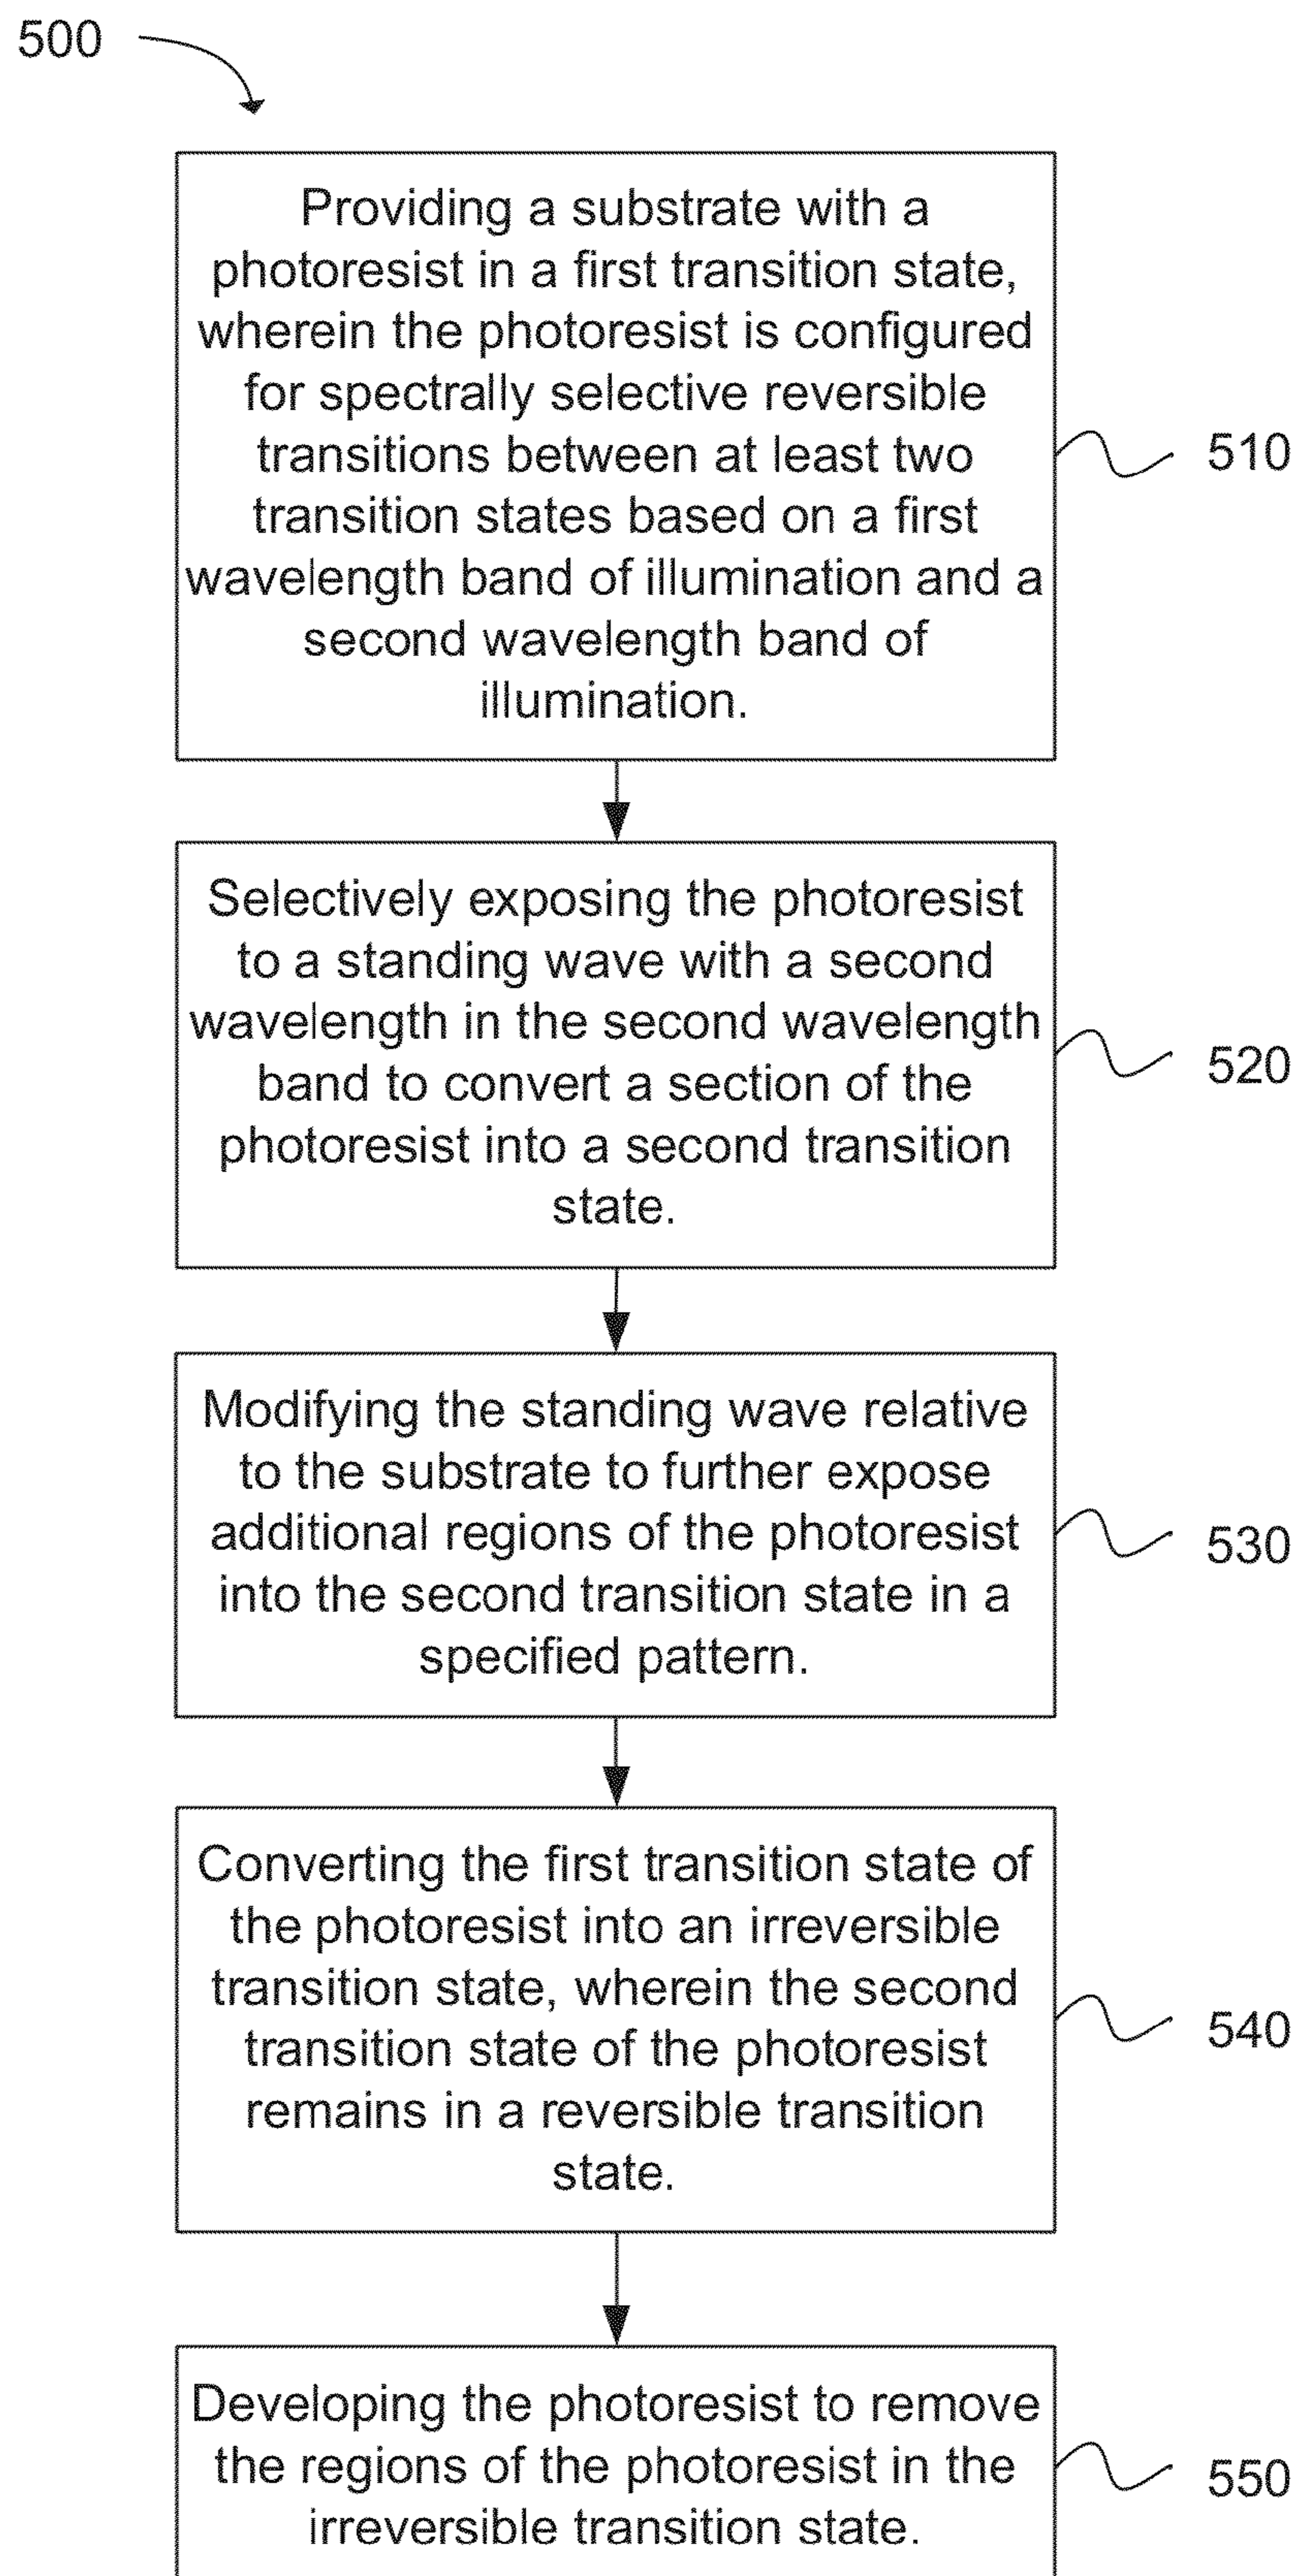 500
Providing a substrate with a
photoresist in a first transition state,
wherein the photoresist is configured
for spectrally selective reversible
transitions between at least two
transition states based on a first
wavelength band of illumination and a
second wavelength band of
illumination.
510
Selectively exposing the photoresist
to a standing wave with a second
wavelength in the second wavelength
band to convert a section of the
photoresist into a second transition
state.
520
Modifying the standing wave relative
to the substrate to further expose
additional regions of the photoresist
into the second transition state in a
specified pattern.
530
Converting the first transition state of
the photoresist into an irreversible
transition state, wherein the second
transition state of the photoresist
remains in a reversible transition
state.
540
Developing the photoresist to remove
the regions of the photoresist in the
irreversible transition state.
550